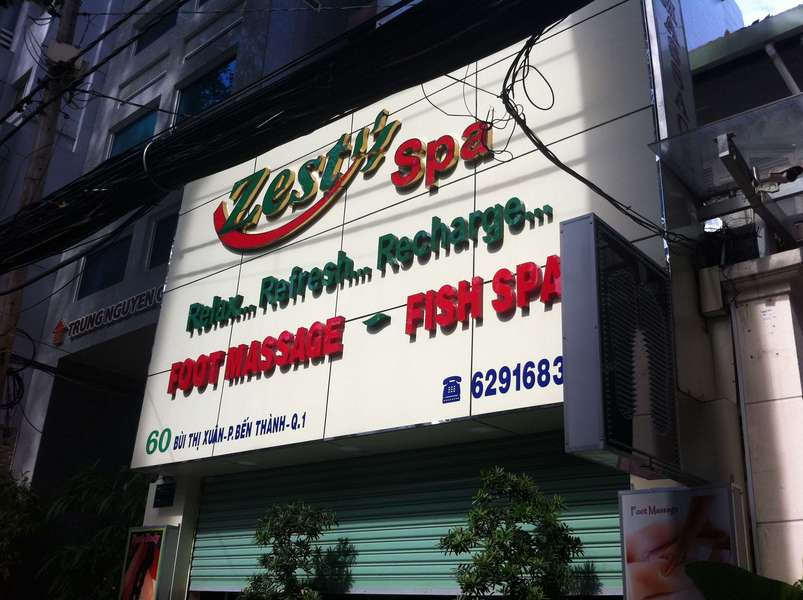 Zesty Spa
Relax... Refresh... Recharge...
FOOT MASSAGE - FISH SPA
6291683
60 BÙI THỊ XUÂN-P.BẾN THÀNH-Q.1
TRUNG NGUYEN
Foot Massage